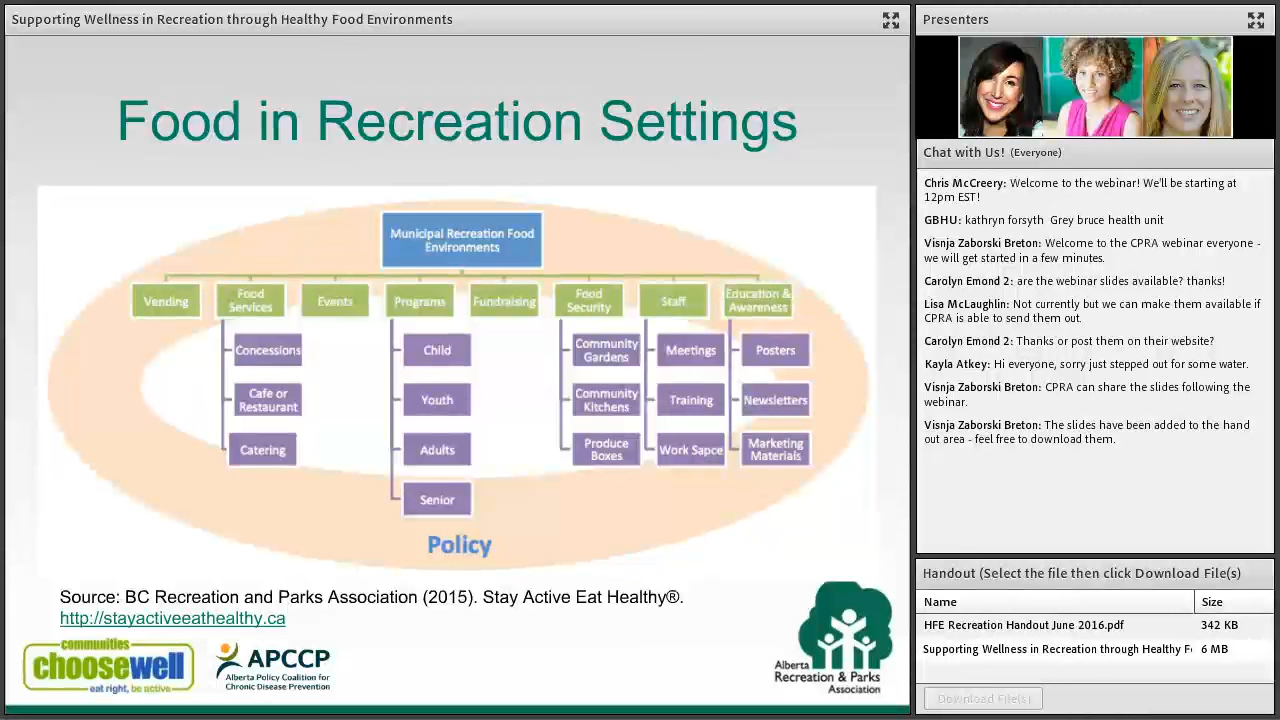 Supporting Wellness in Recreation through Healthy Food Environments
Food in Recreation Settings
Municipal Recreation Food
Environments
Vending
Food
Services
Events
Programs
Fundraising
Food
Security
Staff
Education &
Awareness
Concessions
Cafe or
Restaurant
Catering
Child
Youth
Adults
Senior
Community
Gardens
Community
Kitchens
Produce
Boxes
Meetings
Training
Work Sapce
Posters
Newsletters
Marketing
Materials
Policy
Source: BC Recreation and Parks Association (2015). Stay Active Eat Healthy®.
http://stayactiveeathealthy.ca
communities
choosewell
eat right, be active
APCCP
Alberta Policy Coalition for
Chronic Disease Prevention
Alberta
Recreation & Parks
Association
Presenters
Chat with Us! (Everyone)
Chris McCreery: Welcome to the webinar! We'll be starting at
12pm EST!
GBHU: kathryn forsyth Grey bruce health unit
Visnja Zaborski Breton: Welcome to the CPRA webinar everyone -
we will get started in a few minutes.
Carolyn Emond 2: are the webinar slides available? thanks!
Lisa McLaughlin: Not currently but we can make them available if
CPRA is able to send them out.
Carolyn Emond 2: Thanks or post them on their website?
Kayla Atkey: Hi everyone, sorry just stepped out for some water.
Visnja Zaborski Breton: CPRA can share the slides following the
webinar.
Visnja Zaborski Breton: The slides have been added to the hand
out area - feel free to download them.
Handout (Select the file then click Download File(s)
Name Size
HFE Recreation Handout June 2016.pdf 342 KB
Supporting Wellness in Recreation through Healthy Fo 6 MB
Download File(s)